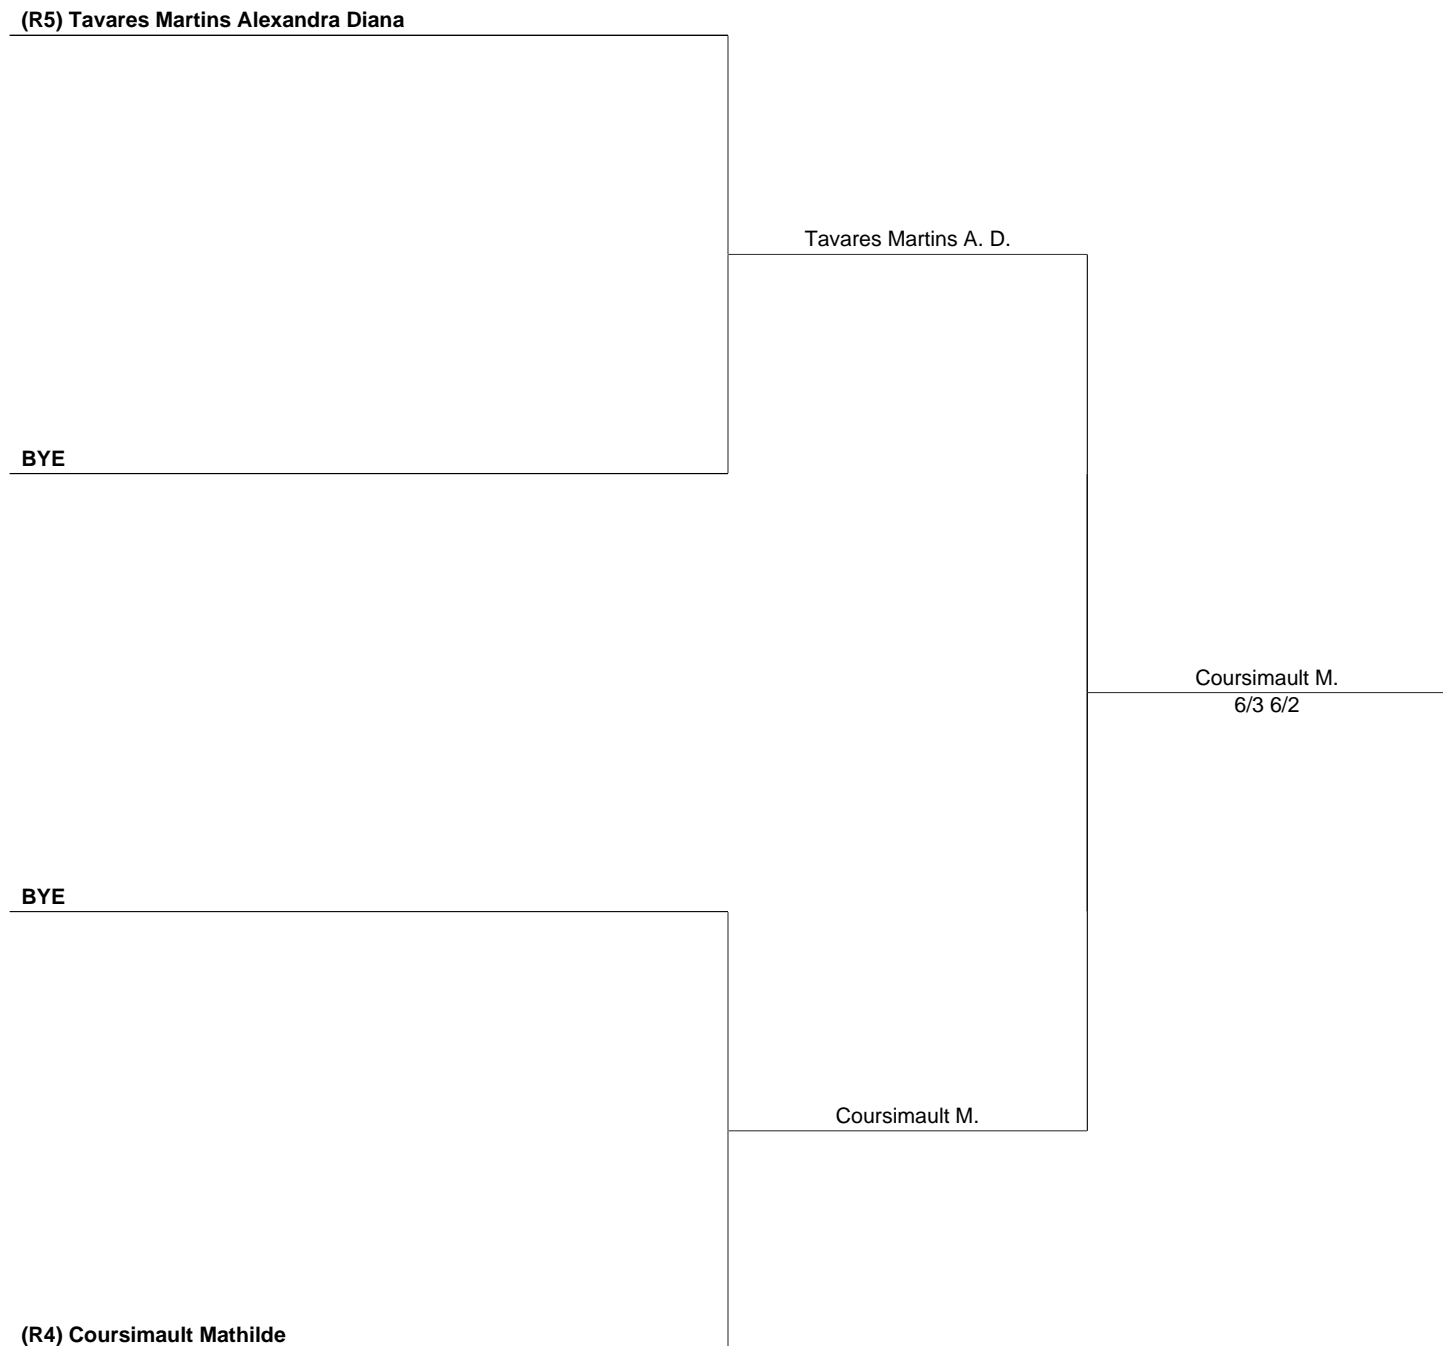 (R5) Tavares Martins Alexandra Diana
Tavares Martins A. D.
BYE
Coursimault M.
6/3 6/2
BYE
Coursimault M.
(R4) Coursimault Mathilde